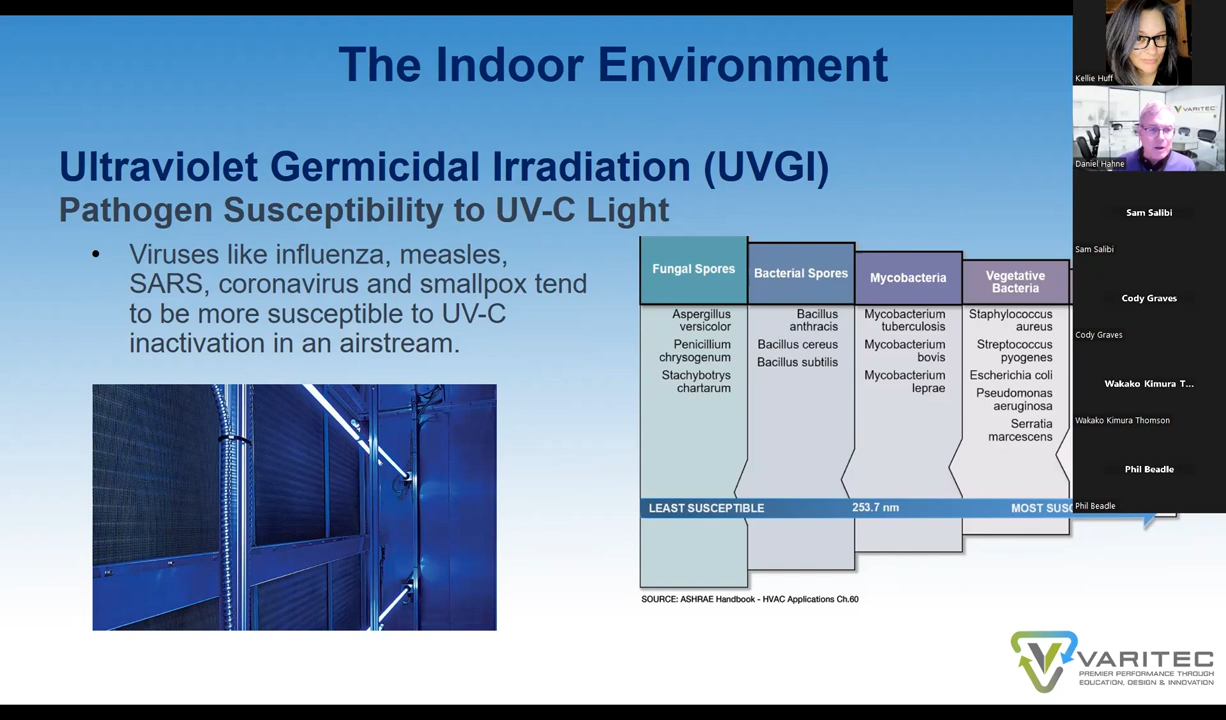 The Indoor Environment
Ultraviolet Germicidal Irradiation (UVGI)
Pathogen Susceptibility to UV-C Light
• Viruses like influenza, measles,
SARS, coronavirus and smallpox tend
to be more susceptible to UV-C
inactivation in an airstream.
Fungal Spores
Aspergillus
versicolor
Penicillium
chrysogenum
Stachybotrys
chartarum
Bacterial Spores
Bacillus
anthracis
Bacillus cereus
Bacillus subtilis
Mycobacteria
Mycobacterium
tuberculosis
Mycobacterium
bovis
Mycobacterium
leprae
Vegetative
Bacteria
Staphylococcus
aureus
Streptococcus
pyogenes
Escherichia coli
Pseudomonas
aeruginosa
Serratia
marcescens
LEAST SUSCEPTIBLE
253.7 nm
MOST
SOURCE: ASHRAE Handbook - HVAC Applications Ch.60
VARITEC
PREMIER PERFORMANCE THROUGH
EDUCATION, DESIGN & INNOVATION
Kellie Huff
VARITEC
Daniel Hahne
Sam Salibi
Sam Salibi
Cody Graves
Cody Graves
Wakako Kimura T...
Wakako Kimura Thomson
Phil Beadle
Phil Beadle